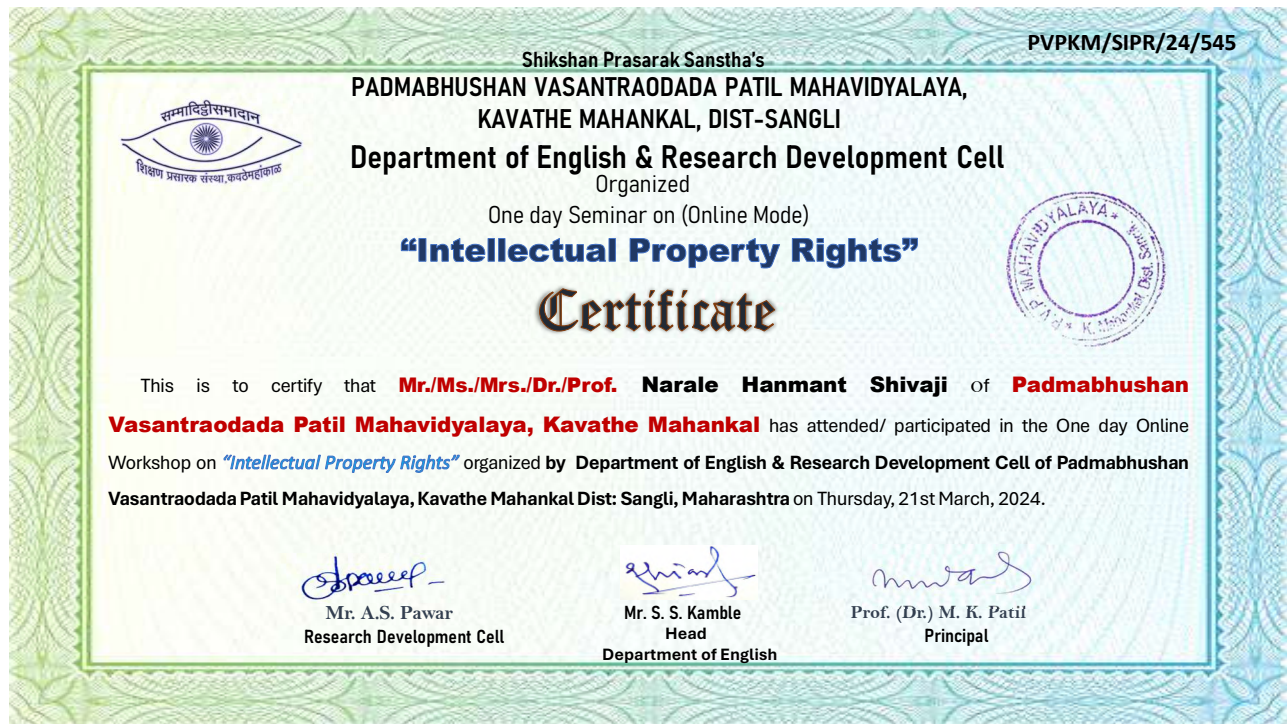 PVPKM/SIPR/24/545
Shikshan Prasarak Sanstha's
PADMABHUSHAN VASANTRAODADA PATIL MAHAVIDYALAYA,
KAVATHE MAHANKAL, DIST-SANGLI
सम्मादिट्ठीसमादान
शिक्षण प्रसारक संस्था,कवठेमहांकाळ
Department of English & Research Development Cell
Organized
One day Seminar on (Online Mode)
“Intellectual Property Rights”
P.V.P. MAHAVIDYALAYA
K. Mahankal Dist. Sangli
Certificate
This is to certify that Mr./Ms./Mrs./Dr./Prof. Narale Hanmant Shivaji of Padmabhushan
Vasantraodada Patil Mahavidyalaya, Kavathe Mahankal has attended/ participated in the One day Online
Workshop on “Intellectual Property Rights” organized by Department of English & Research Development Cell of Padmabhushan
Vasantraodada Patil Mahavidyalaya, Kavathe Mahankal Dist: Sangli, Maharashtra on Thursday, 21st March, 2024.
Mr. A.S. Pawar
Research Development Cell
Mr. S. S. Kamble
Head
Department of English
Prof. (Dr.) M. K. Patil
Principal